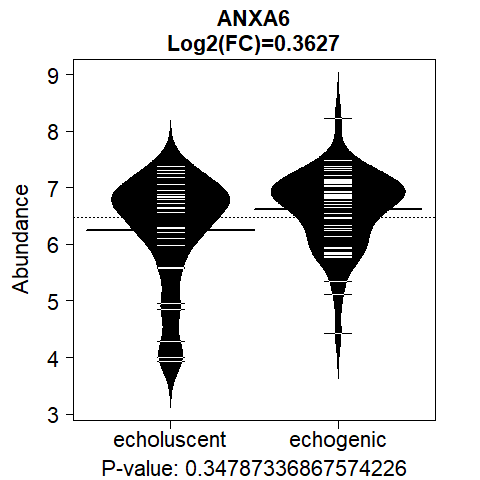 ANXA6
Log2(FC)=0.3627
9
8
7
6
5
4
3
Abundance
echoluscent echogenic
P-value: 0.34787336867574226